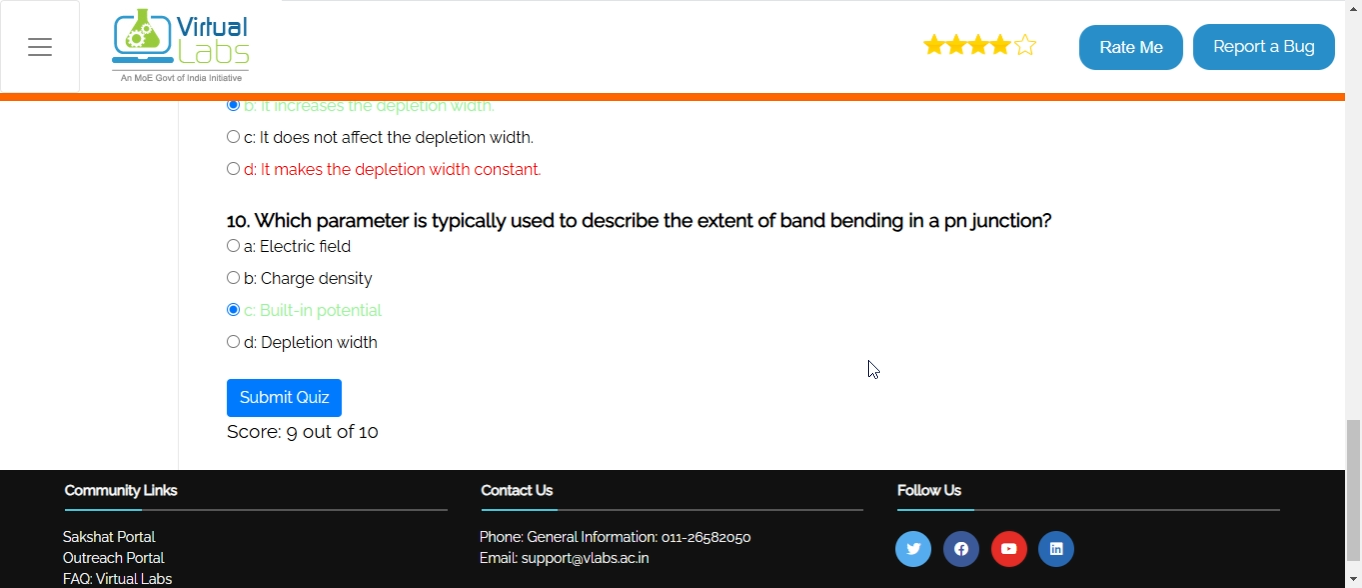 Virtual
Labs
An MoE Govt of India Initiative
Rate Me
Report a Bug
b: It increases the depletion width.
c: It does not affect the depletion width.
d: It makes the depletion width constant.
10. Which parameter is typically used to describe the extent of band bending in a pn junction?
a: Electric field
b: Charge density
c: Built-in potential
d: Depletion width
Submit Quiz
Score: 9 out of 10
Community Links
Contact Us
Follow Us
Sakshat Portal
Outreach Portal
FAQ: Virtual Labs
Phone: General Information: 011-26582050
Email: support@vlabs.ac.in